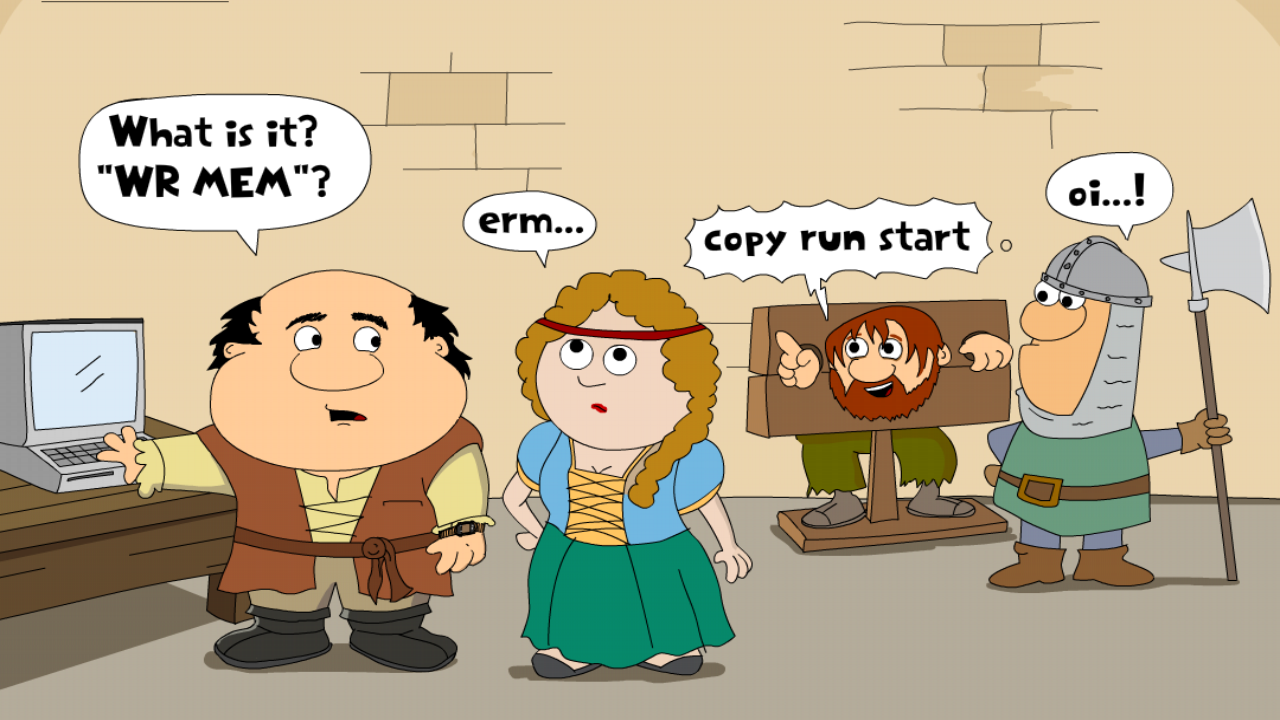 What is it?
"WR MEM"?
erm...
copy run start
oi...!